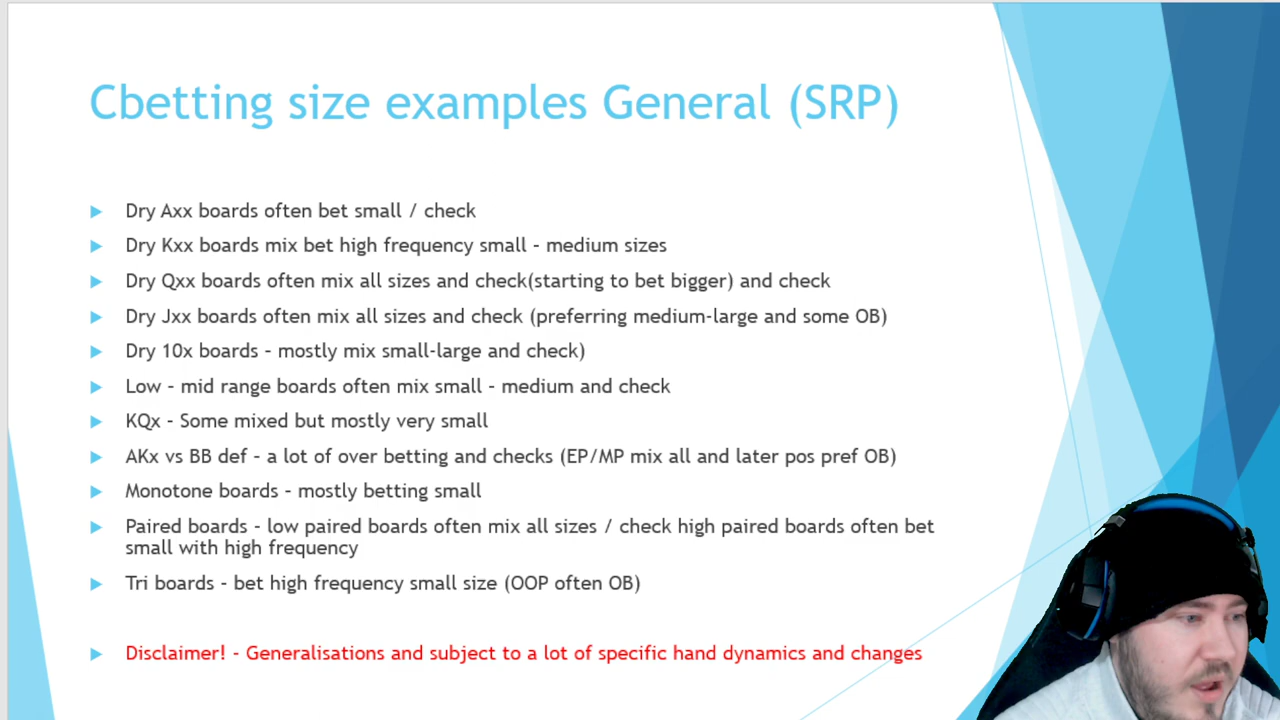 Cbetting size examples General (SRP)
Dry Axx boards often bet small / check
Dry Kxx boards mix bet high frequency small - medium sizes
Dry Qxx boards often mix all sizes and check(starting to bet bigger) and check
Dry Jxx boards often mix all sizes and check (preferring medium-large and some OB)
Dry 10x boards - mostly mix small-large and check)
Low - mid range boards often mix small - medium and check
KQx - Some mixed but mostly very small
AKx vs BB def - a lot of over betting and checks (EP/MP mix all and later pos pref OB)
Monotone boards - mostly betting small
Paired boards - low paired boards often mix all sizes / check high paired boards often bet
small with high frequency
Tri boards - bet high frequency small size (OOP often OB)
Disclaimer! - Generalisations and subject to a lot of specific hand dynamics and changes